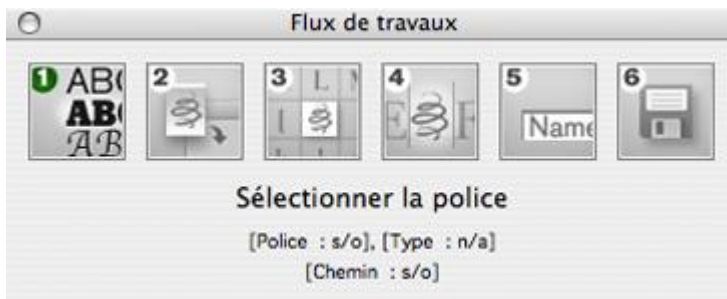 Flux de travaux
1 ABC 2 3 L 4 5 6
ABC
AB
E F
Name
Sélectionner la police
[Police : s/o], [Type : n/a]
[Chemin : s/o]